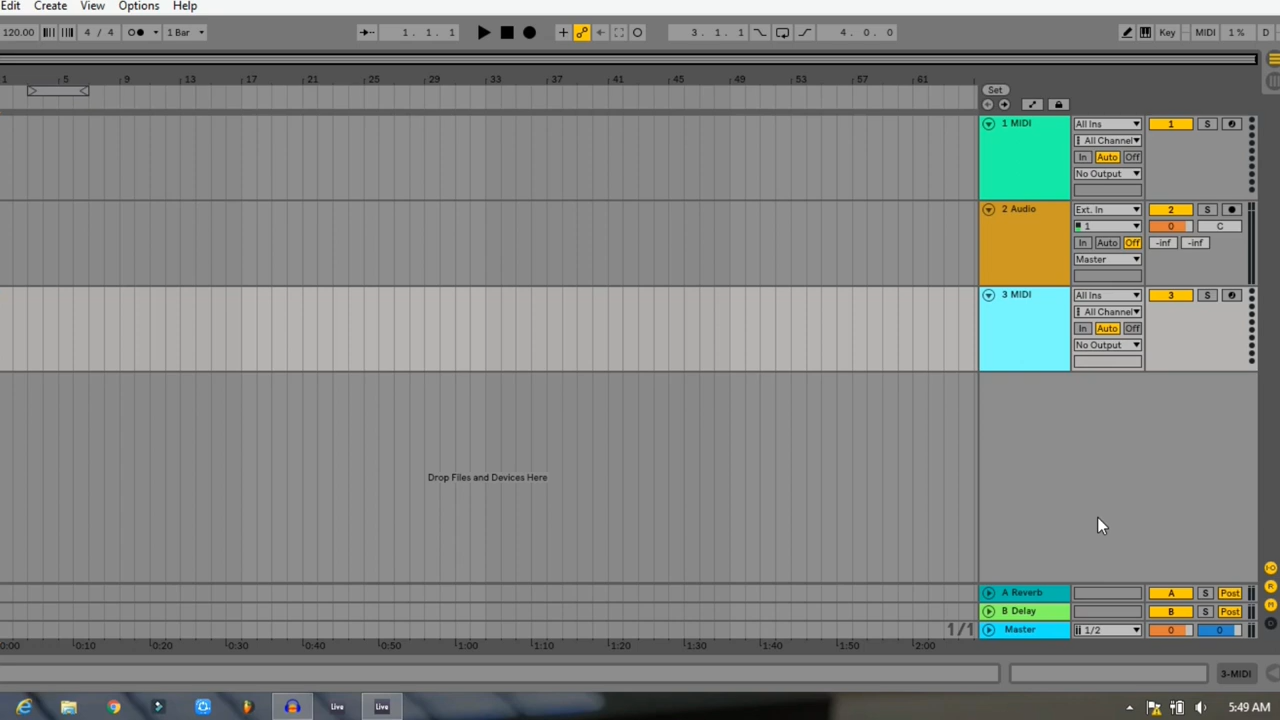 Edit Create View Options Help
120.00 4 / 4 1 Bar 1. 1. 1 3. 1. 1 4. 0. 0 Key MIDI 1 % D
1 5 9 13 17 21 25 29 33 37 41 45 49 53 57 61
Set
1 MIDI All Ins 1 S
All Channel
In Auto Off
No Output
2 Audio Ext. In 2 S
1 0 C
In Auto Off -inf -inf
Master
3 MIDI All Ins 3 S
All Channel
In Auto Off
No Output
Drop Files and Devices Here
A Reverb A S Post
B Delay B S Post
1/1 Master 1/2 0 0
0:00 0:10 0:20 0:30 0:40 0:50 1:00 1:10 1:20 1:30 1:40 1:50 2:00
3-MIDI
Live Live 5:49 AM